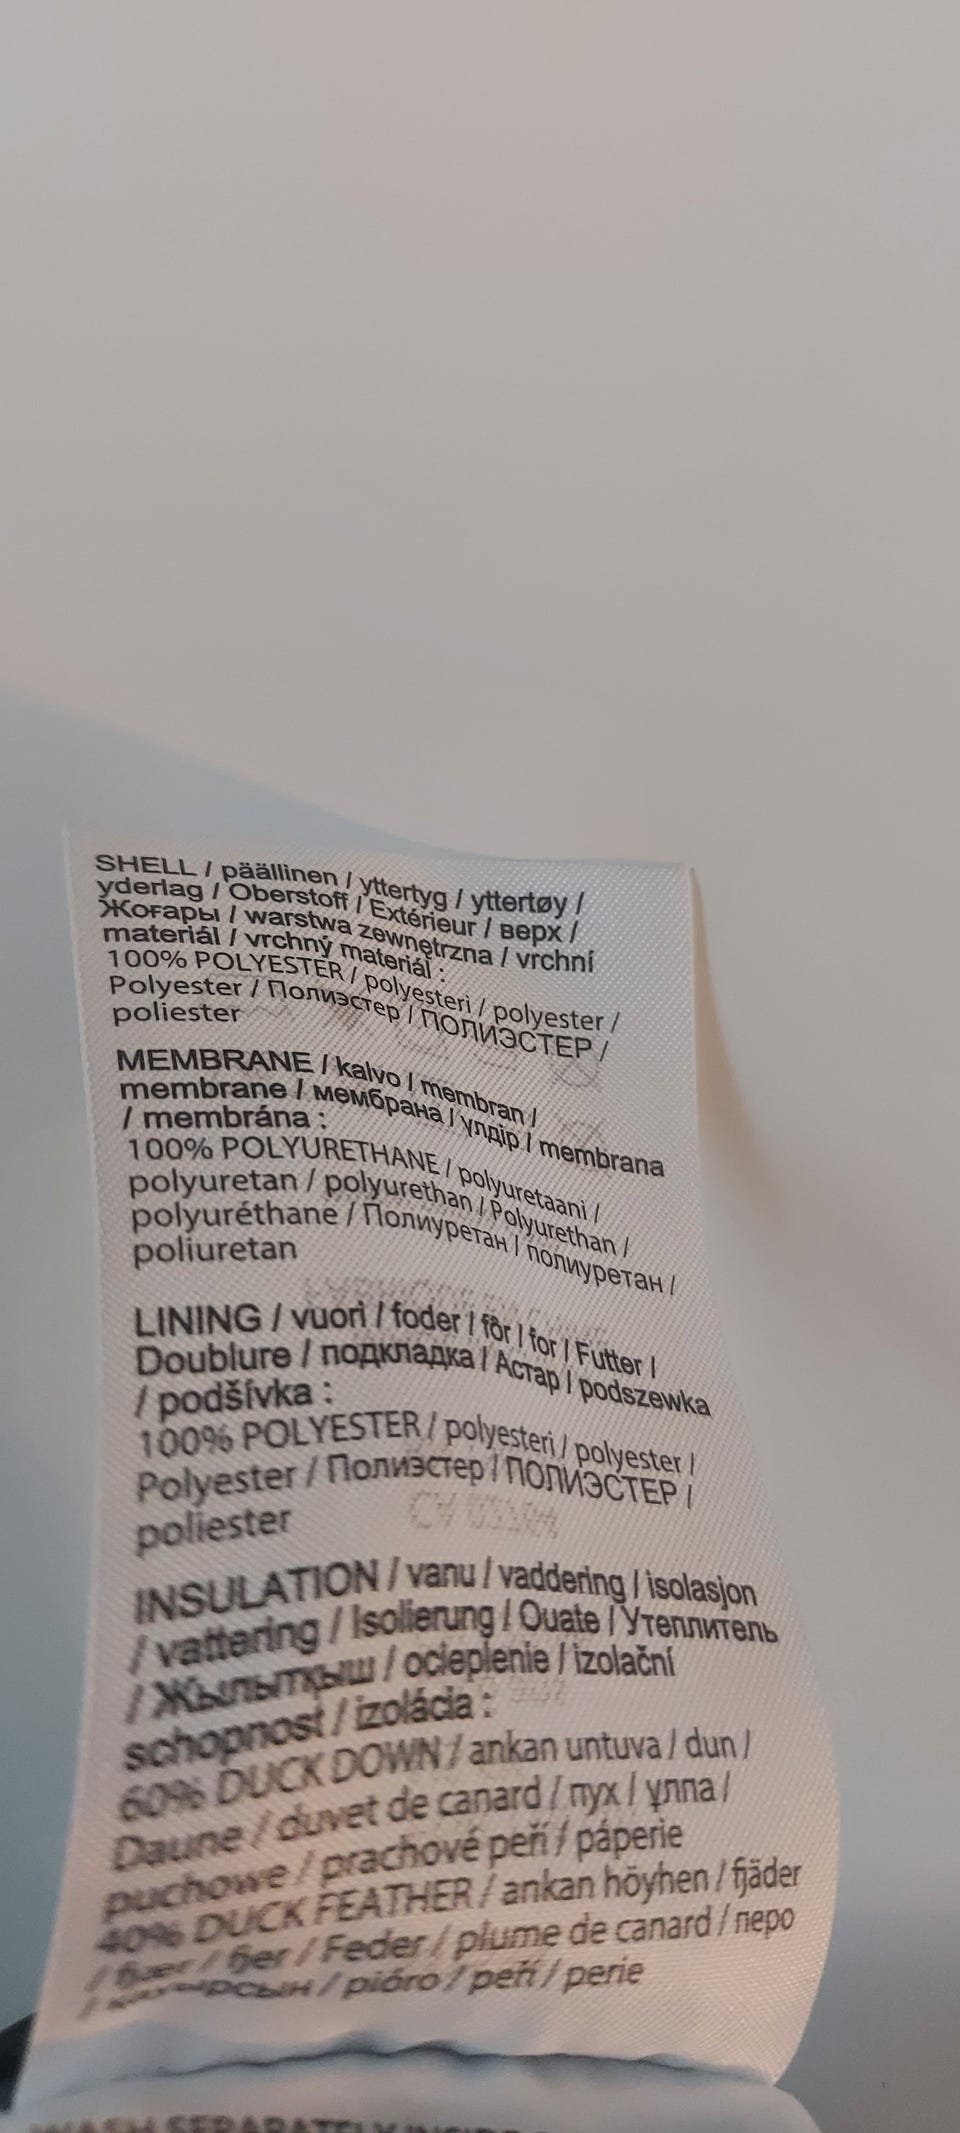 SHELL / päällinen / yttertyg / yttertøy /
yderlag / Oberstoff / Extérieur / верх /
Жоғары / warstwa zewnętrzna / vrchní
materiál / vrchný materiál :
100% POLYESTER / polyesteri / polyester /
Polyester / Полиэстер / ПОЛИЭСТЕР /
poliester
MEMBRANE / kalvo / membran /
membrane / мембрана / үлдір / membrana
/ membrána :
100% POLYURETHANE / polyuretaani /
polyuretan / polyurethan / Polyurethan /
polyuréthane / Полиуретан / полиуретан /
poliuretan
LINING / vuori / foder / fôr / for / Futter /
Doublure / подкладка / Астар / podszewka
/ podšívka :
100% POLYESTER / polyesteri / polyester /
Polyester / Полиэстер / ПОЛИЭСТЕР /
poliester
INSULATION / vanu / vaddering / isolasjon
/ vattering / Isolierung / Ouate / Утеплитель
/ Жылытқыш / ocieplenie / izolační
schopnost / izolácia :
60% DUCK DOWN / ankan untuva / dun /
Daune / duvet de canard / пух / ұлпа /
puchowe / prachové peří / páperie
40% DUCK FEATHER / ankan höyhen / fjäder
/ fjær / fjer / Feder / plume de canard / перо
/ / pióro / peří / perie
WASH SEPARATELY